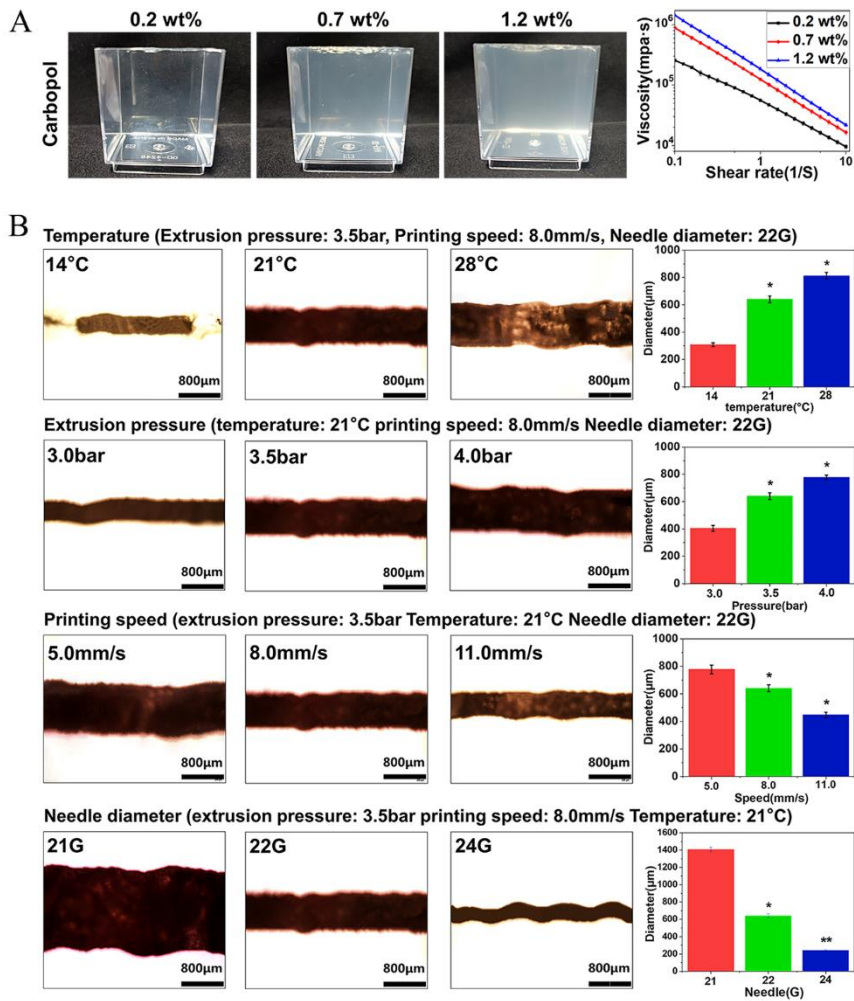 A
0.2 wt%
0.7 wt%
1.2 wt%
Carbopol
Viscosity(mpa·s)
10⁶
10⁵
10⁴
0.2 wt%
0.7 wt%
1.2 wt%
0.1
1
10
Shear rate(1/S)
B
Temperature (Extrusion pressure: 3.5bar, Printing speed: 8.0mm/s, Needle diameter: 22G)
14°C
800μm
21°C
800μm
28°C
800μm
Diameter(μm)
1000
800
600
400
200
0
*
*
14
21
28
temperature(°C)
Extrusion pressure (temperature: 21°C printing speed: 8.0mm/s Needle diameter: 22G)
3.0bar
800μm
3.5bar
800μm
4.0bar
800μm
Diameter(μm)
1000
800
600
400
200
0
*
*
3.0
3.5
4.0
Pressure(bar)
Printing speed (extrusion pressure: 3.5bar Temperature: 21°C Needle diameter: 22G)
5.0mm/s
800μm
8.0mm/s
800μm
11.0mm/s
800μm
Diameter(μm)
1000
800
600
400
200
0
*
*
5.0
8.0
11.0
Speed(mm/s)
Needle diameter (extrusion pressure: 3.5bar printing speed: 8.0mm/s Temperature: 21°C)
21G
800μm
22G
800μm
24G
800μm
Diameter(μm)
1400
1200
1000
800
600
400
200
0
*
**
21
22
24
Needle(G)